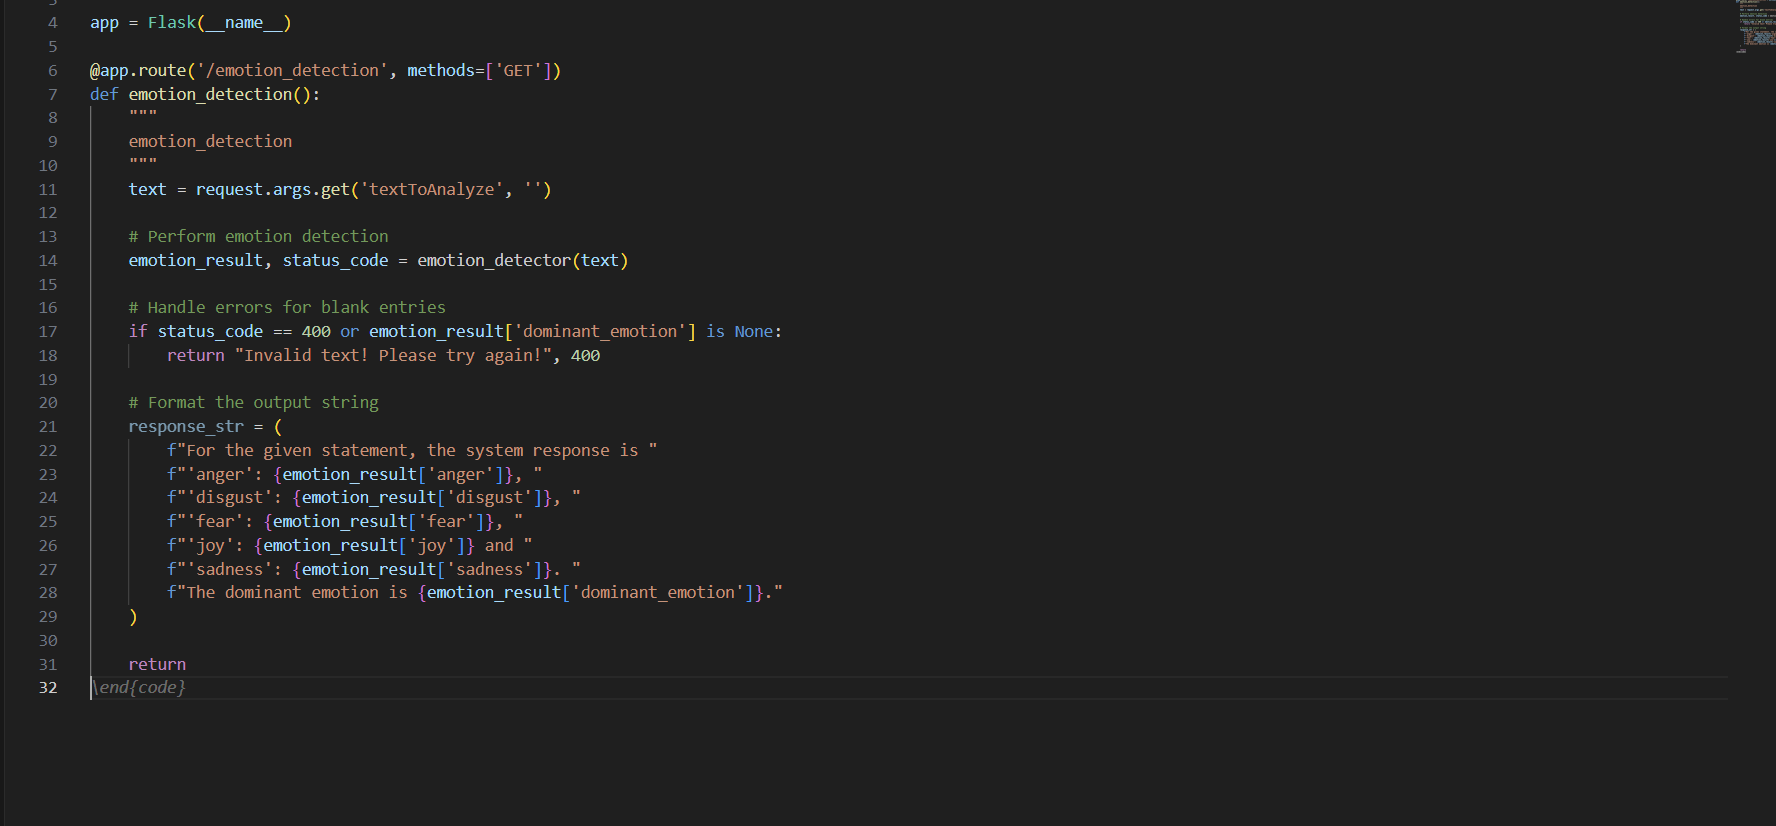 4 app = Flask(__name__)
5
6 @app.route('/emotion_detection', methods=['GET'])
7 def emotion_detection():
8     """
9     emotion_detection
10     """
11     text = request.args.get('textToAnalyze', '')
12
13     # Perform emotion detection
14     emotion_result, status_code = emotion_detector(text)
15
16     # Handle errors for blank entries
17     if status_code == 400 or emotion_result['dominant_emotion'] is None:
18         return "Invalid text! Please try again!", 400
19
20     # Format the output string
21     response_str = (
22         f"For the given statement, the system response is "
23         f"'anger': {emotion_result['anger']}, "
24         f"'disgust': {emotion_result['disgust']}, "
25         f"'fear': {emotion_result['fear']}, "
26         f"'joy': {emotion_result['joy']} and "
27         f"'sadness': {emotion_result['sadness']}. "
28         f"The dominant emotion is {emotion_result['dominant_emotion']}."
29     )
30
31     return
32 \end{code}